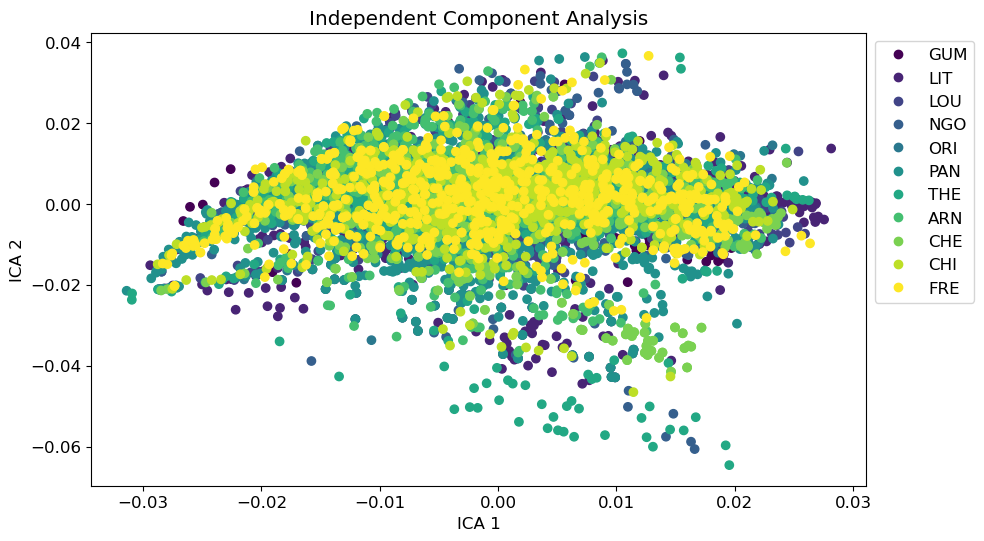 Independent Component Analysis
0.04
0.02
0.00
−0.02
−0.04
−0.06
ICA 2
−0.03
−0.02
−0.01
0.00
0.01
0.02
0.03
ICA 1
GUM
LIT
LOU
NGO
ORI
PAN
THE
ARN
CHE
CHI
FRE